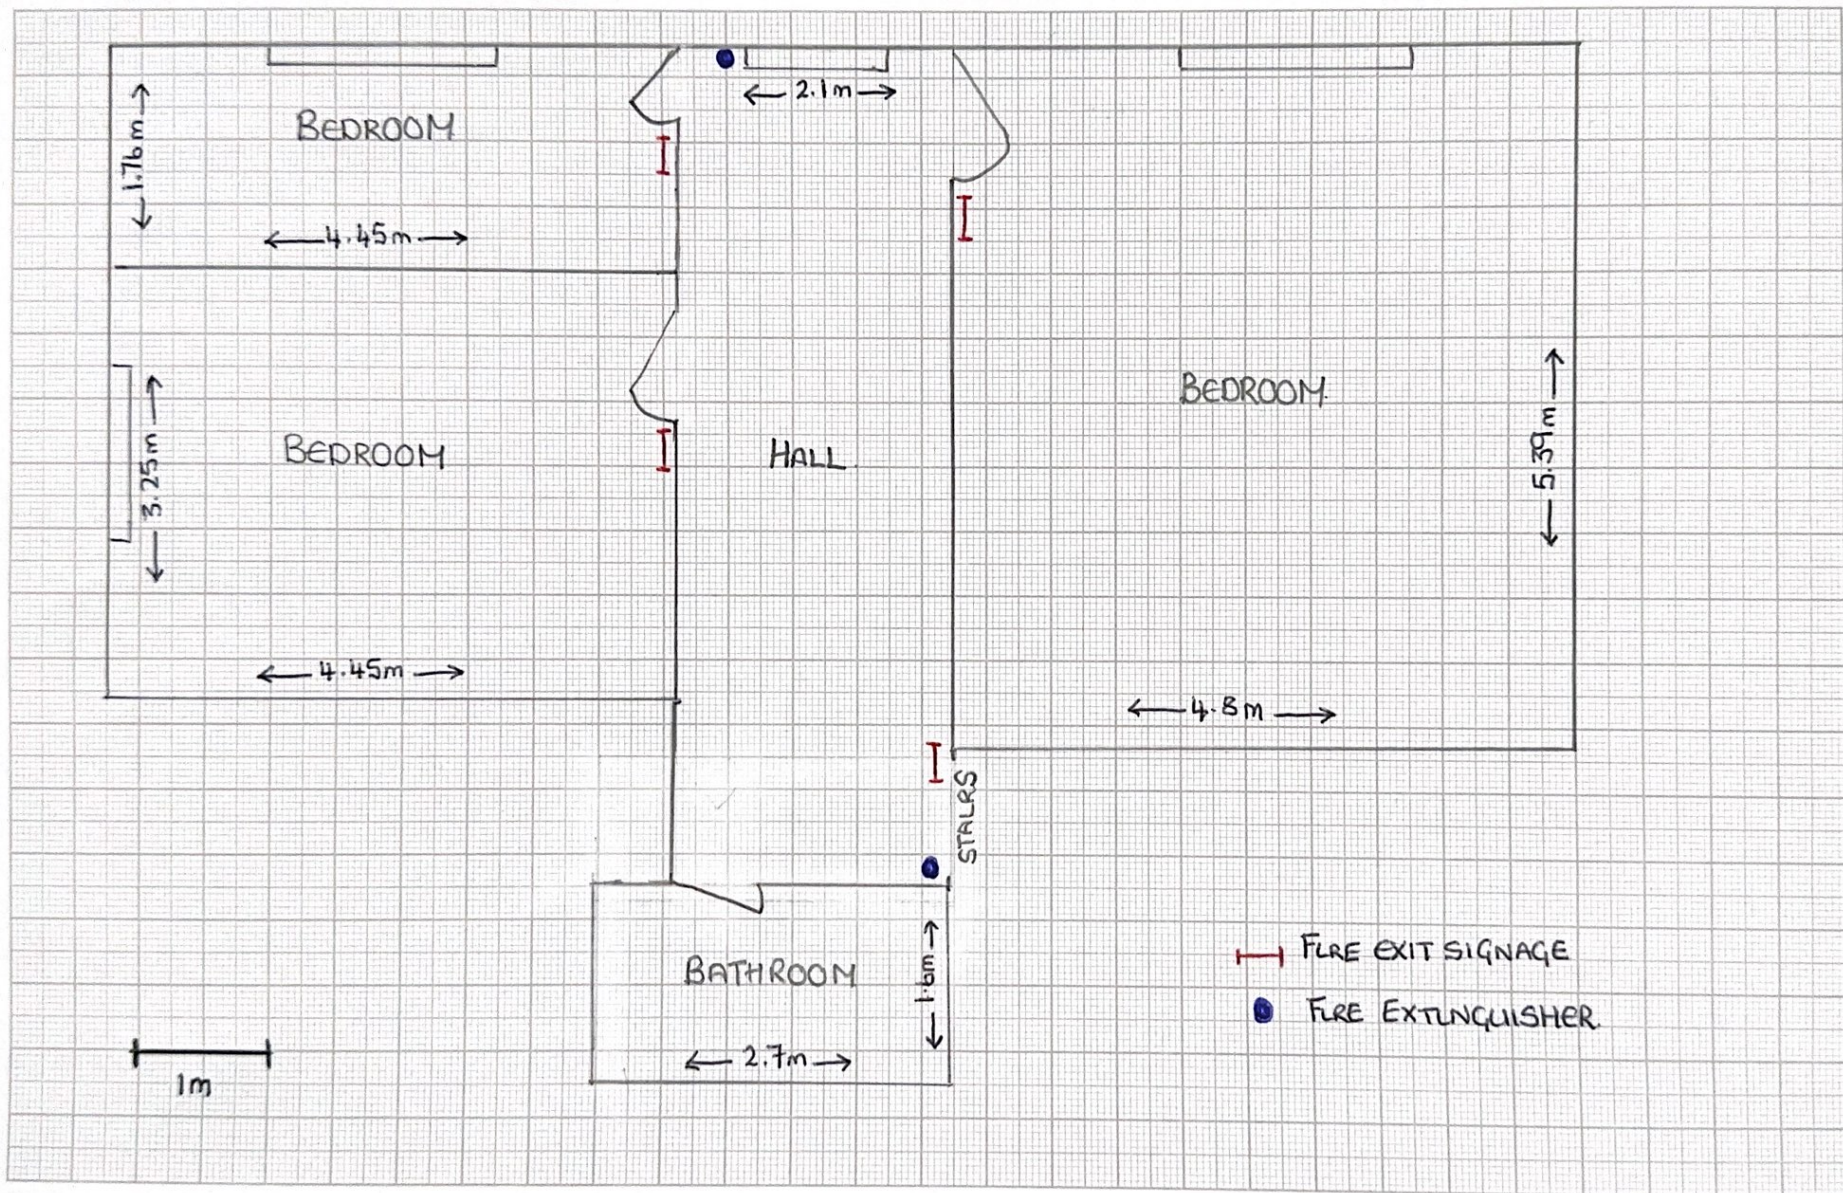 2.1m
BEDROOM
1.76m
4.45m
BEDROOM
3.25m
4.45m
HALL
BEDROOM
5.39m
4.8m
STAIRS
BATHROOM
1.6m
2.7m
1m
FIRE EXIT SIGNAGE
FIRE EXTINGUISHER.